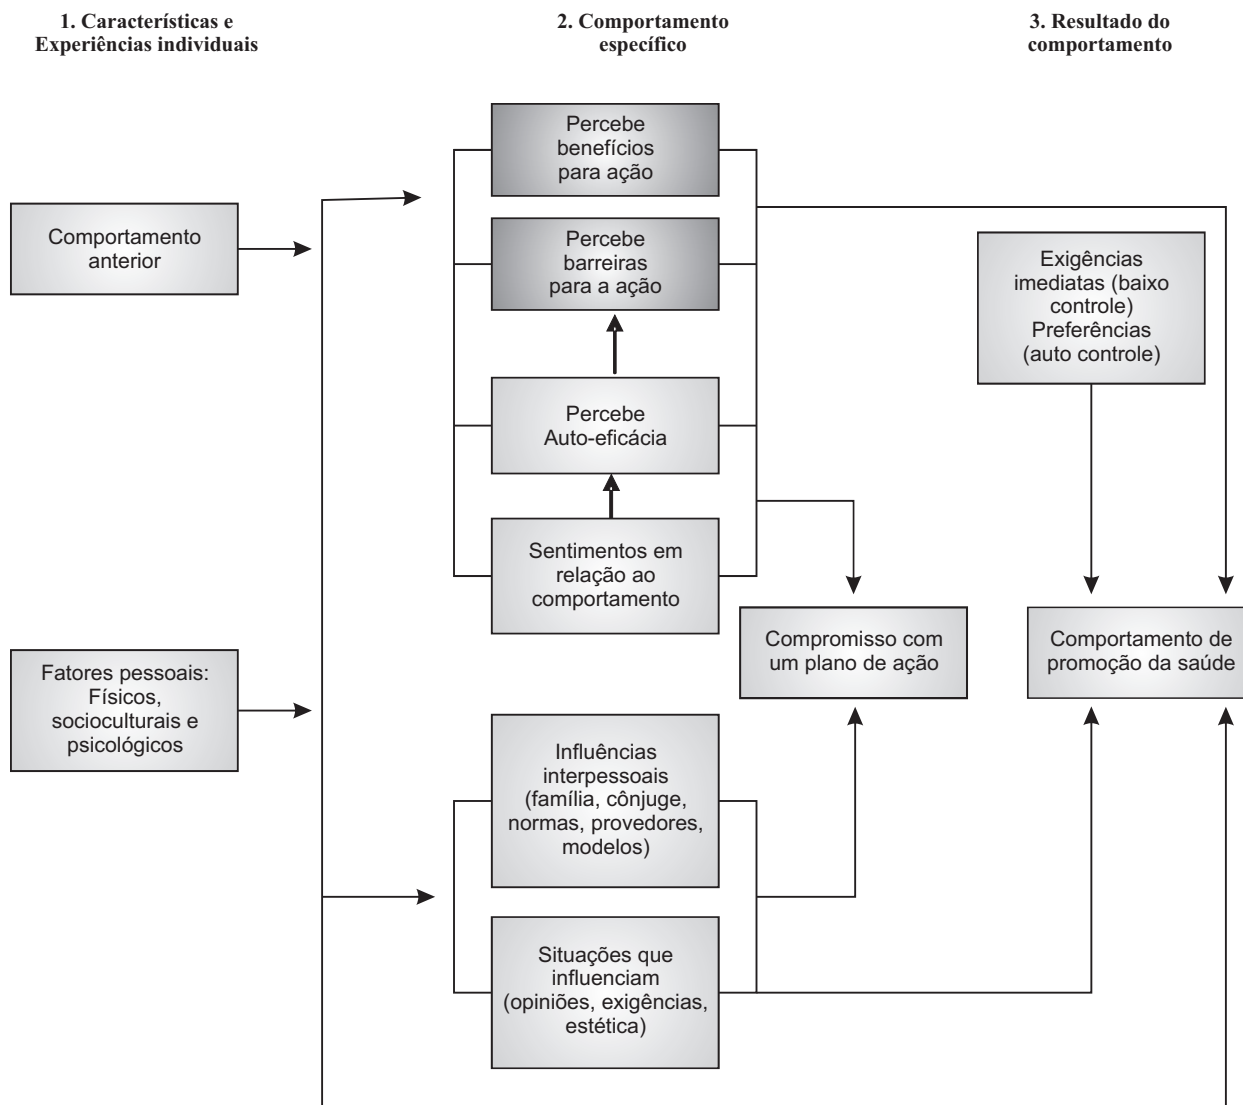 1. Características e
Experiências individuais
2. Comportamento
específico
3. Resultado do
comportamento
Comportamento
anterior
Fatores pessoais:
Físicos,
socioculturais e
psicológicos
Percebe
benefícios
para ação
Percebe
barreiras
para a ação
Percebe
Auto-eficácia
Sentimentos em
relação ao
comportamento
Influências
interpessoais
(família, cônjuge,
normas, provedores,
modelos)
Situações que
influenciam
(opiniões, exigências,
estética)
Compromisso com
um plano de ação
Exigências
imediatas (baixo
controle)
Preferências
(auto controle)
Comportamento de
promoção da saúde